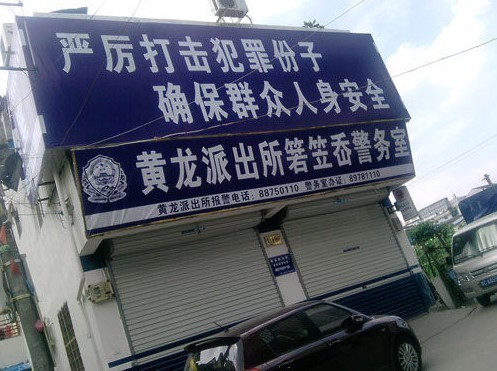 严厉打击犯罪份子
确保群众人身安全
黄龙派出所箬笠岙警务室
黄龙派出所报警电话：88750110 警务室办证：89781110